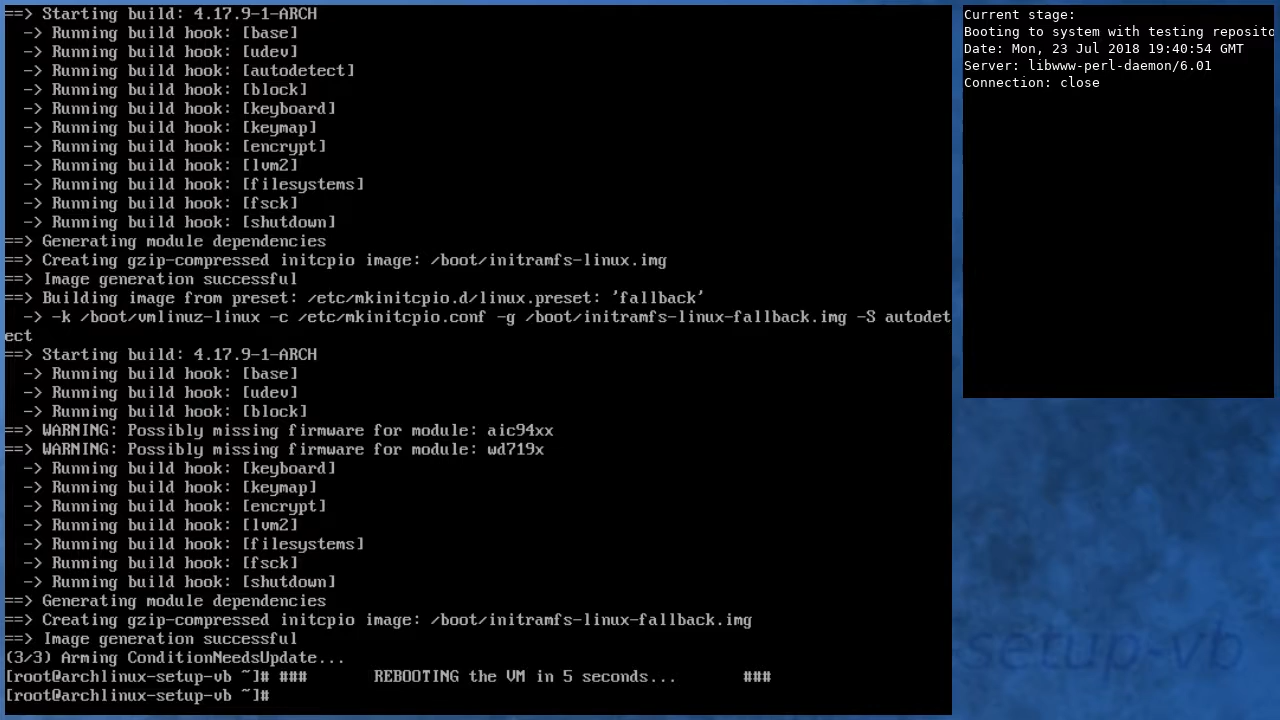 ==> Starting build: 4.17.9-1-ARCH
  -> Running build hook: [base]
  -> Running build hook: [udev]
  -> Running build hook: [autodetect]
  -> Running build hook: [block]
  -> Running build hook: [keyboard]
  -> Running build hook: [keymap]
  -> Running build hook: [encrypt]
  -> Running build hook: [lvm2]
  -> Running build hook: [filesystems]
  -> Running build hook: [fsck]
  -> Running build hook: [shutdown]
==> Generating module dependencies
==> Creating gzip-compressed initcpio image: /boot/initramfs-linux.img
==> Image generation successful
==> Building image from preset: /etc/mkinitcpio.d/linux.preset: 'fallback'
  -> -k /boot/vmlinuz-linux -c /etc/mkinitcpio.conf -g /boot/initramfs-linux-fallback.img -S autodet
ect
==> Starting build: 4.17.9-1-ARCH
  -> Running build hook: [base]
  -> Running build hook: [udev]
  -> Running build hook: [block]
==> WARNING: Possibly missing firmware for module: aic94xx
==> WARNING: Possibly missing firmware for module: wd719x
  -> Running build hook: [keyboard]
  -> Running build hook: [keymap]
  -> Running build hook: [encrypt]
  -> Running build hook: [lvm2]
  -> Running build hook: [filesystems]
  -> Running build hook: [fsck]
  -> Running build hook: [shutdown]
==> Generating module dependencies
==> Creating gzip-compressed initcpio image: /boot/initramfs-linux-fallback.img
==> Image generation successful
(3/3) Arming ConditionNeedsUpdate...
[root@archlinux-setup-vb ~]# ###       REBOOTING the VM in 5 seconds...       ###
[root@archlinux-setup-vb ~]#
Current stage:
Booting to system with testing reposito
Date: Mon, 23 Jul 2018 19:40:54 GMT
Server: libwww-perl-daemon/6.01
Connection: close
setup-vb